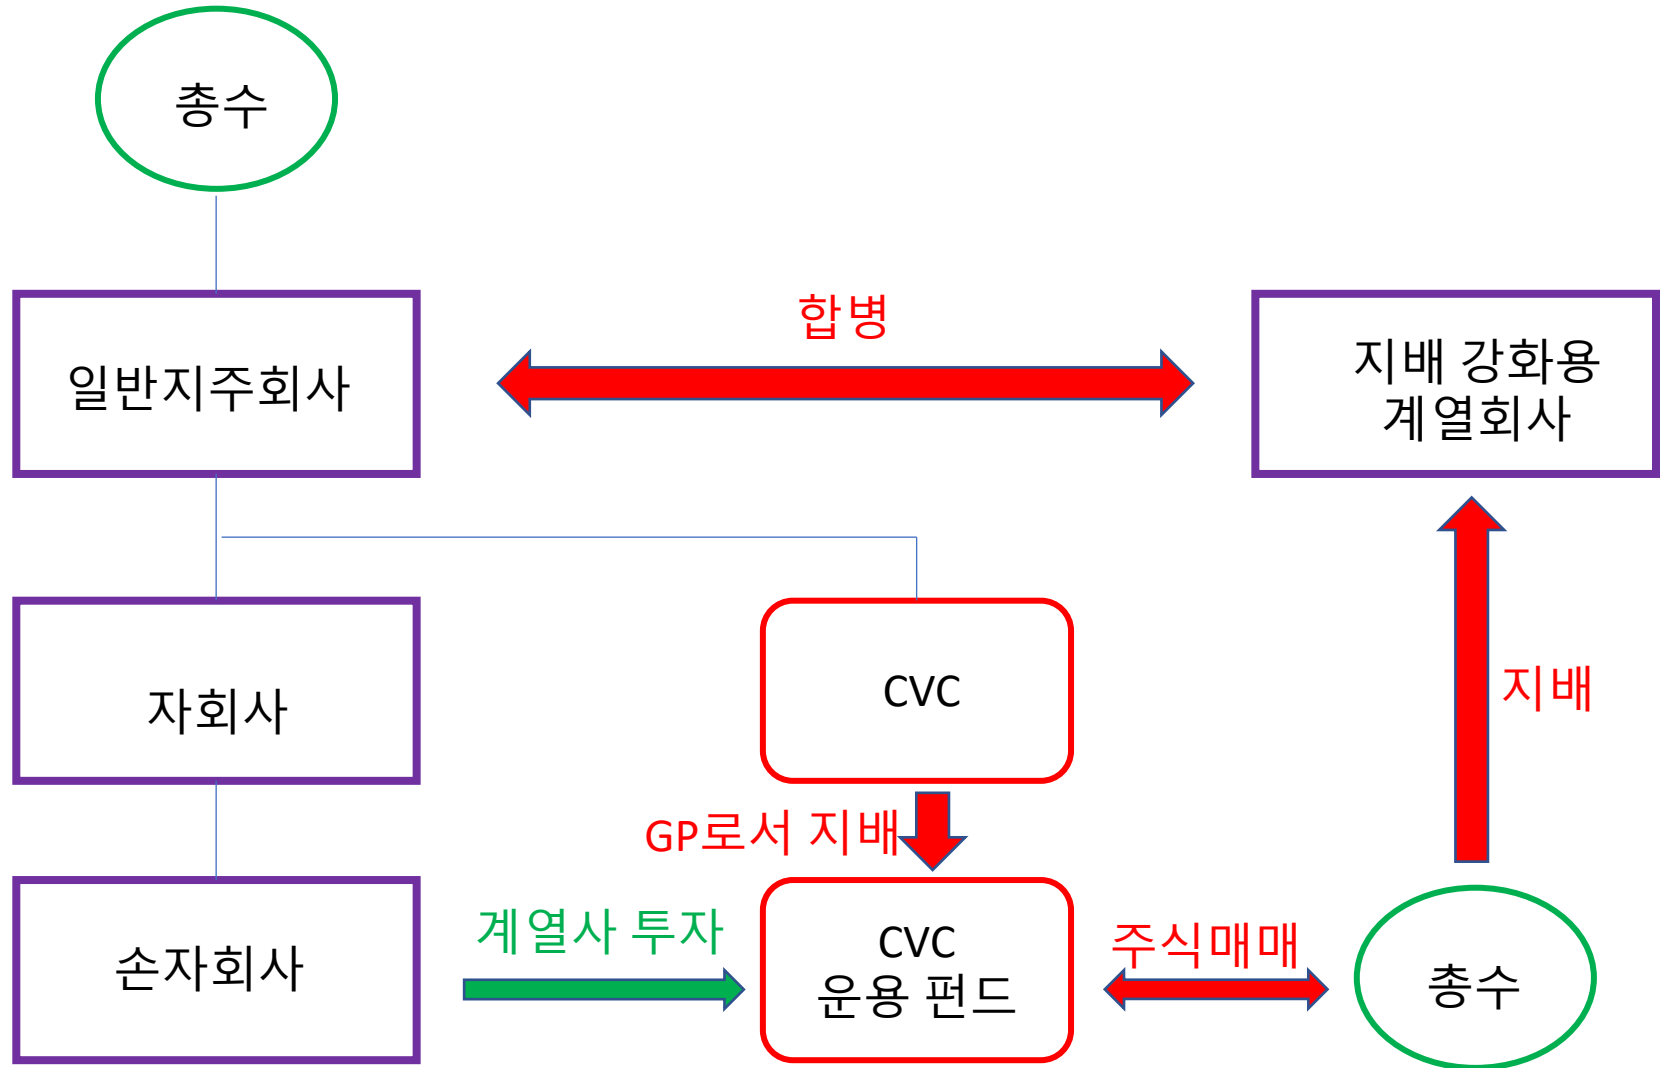 총수
합병
일반지주회사
지배 강화용
계열회사
자회사
CVC
지배
GP로서 지배
계열사 투자
손자회사
CVC
운용 펀드
주식매매
총수